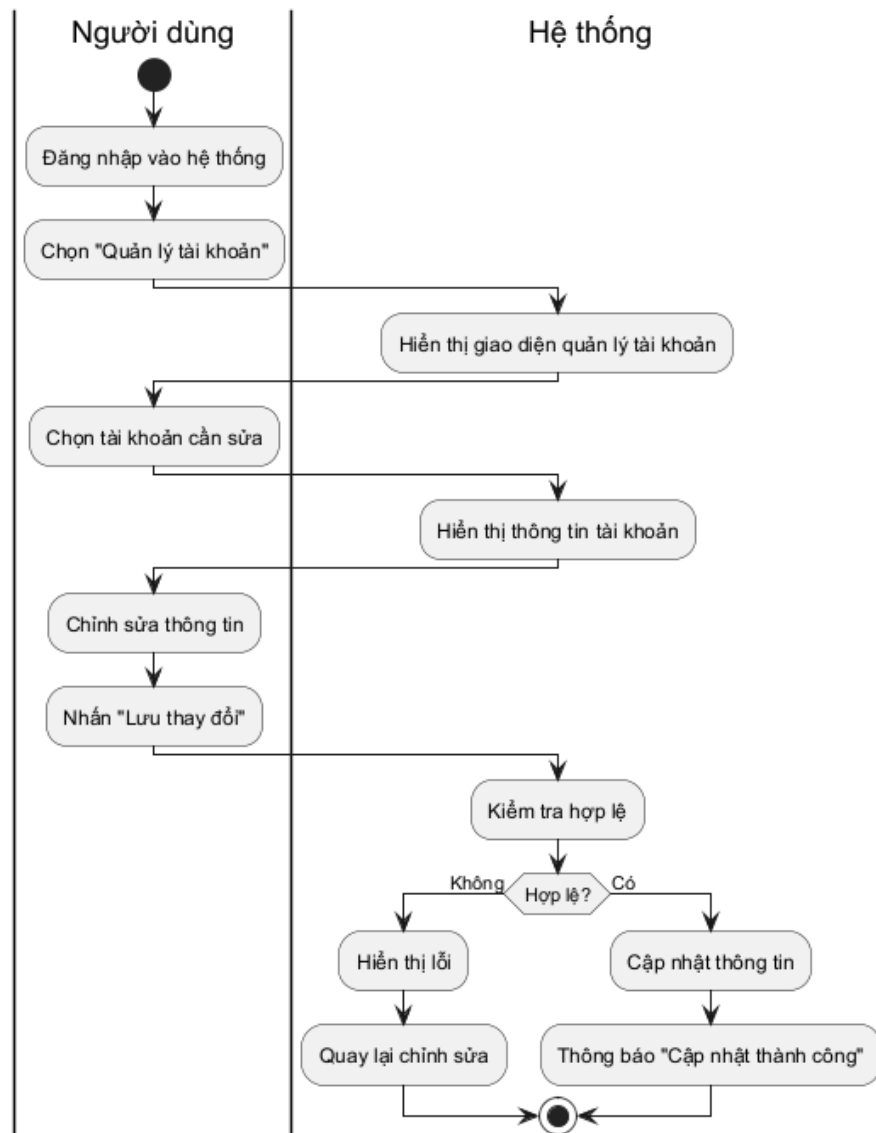 Người dùng
Hệ thống
Đăng nhập vào hệ thống
Chọn "Quản lý tài khoản"
Hiển thị giao diện quản lý tài khoản
Chọn tài khoản cần sửa
Hiển thị thông tin tài khoản
Chỉnh sửa thông tin
Nhấn "Lưu thay đổi"
Kiểm tra hợp lệ
Không
Hợp lệ?
Có
Hiển thị lỗi
Cập nhật thông tin
Quay lại chỉnh sửa
Thông báo "Cập nhật thành công"